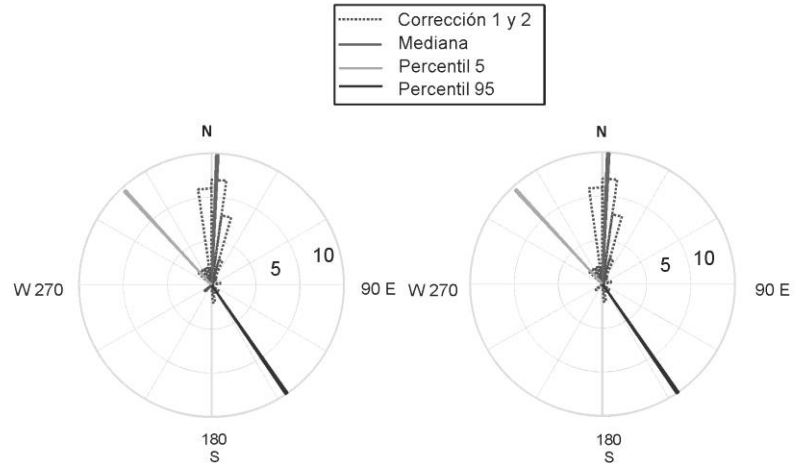 Corrección 1 y 2
Mediana
Percentil 5
Percentil 95
N
5
10
W 270
90 E
180
S
N
5
10
W 270
90 E
180
S